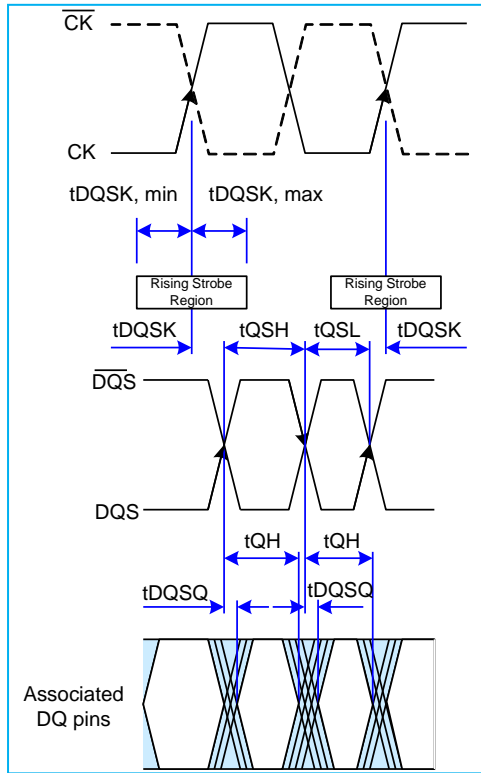 CK
CK
tDQSK, min tDQSK, max
Rising Strobe Region Rising Strobe Region
tDQSK tQSH tQSL tDQSK
DQS
DQS
tQH tQH
tDQSQ tDQSQ
Associated
DQ pins